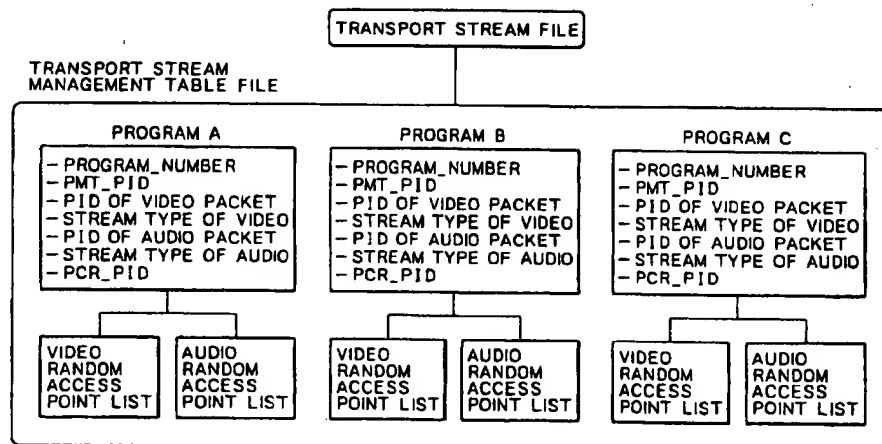 TRANSPORT STREAM FILE
TRANSPORT STREAM
MANAGEMENT TABLE FILE
PROGRAM A
- PROGRAM_NUMBER
- PMT_PID
- PID OF VIDEO PACKET
- STREAM TYPE OF VIDEO
- PID OF AUDIO PACKET
- STREAM TYPE OF AUDIO
- PCR_PID
VIDEO
RANDOM
ACCESS
POINT LIST
AUDIO
RANDOM
ACCESS
POINT LIST
PROGRAM B
- PROGRAM_NUMBER
- PMT_PID
- PID OF VIDEO PACKET
- STREAM TYPE OF VIDEO
- PID OF AUDIO PACKET
- STREAM TYPE OF AUDIO
- PCR_PID
VIDEO
RANDOM
ACCESS
POINT LIST
AUDIO
RANDOM
ACCESS
POINT LIST
PROGRAM C
- PROGRAM_NUMBER
- PMT_PID
- PID OF VIDEO PACKET
- STREAM TYPE OF VIDEO
- PID OF AUDIO PACKET
- STREAM TYPE OF AUDIO
- PCR_PID
VIDEO
RANDOM
ACCESS
POINT LIST
AUDIO
RANDOM
ACCESS
POINT LIST